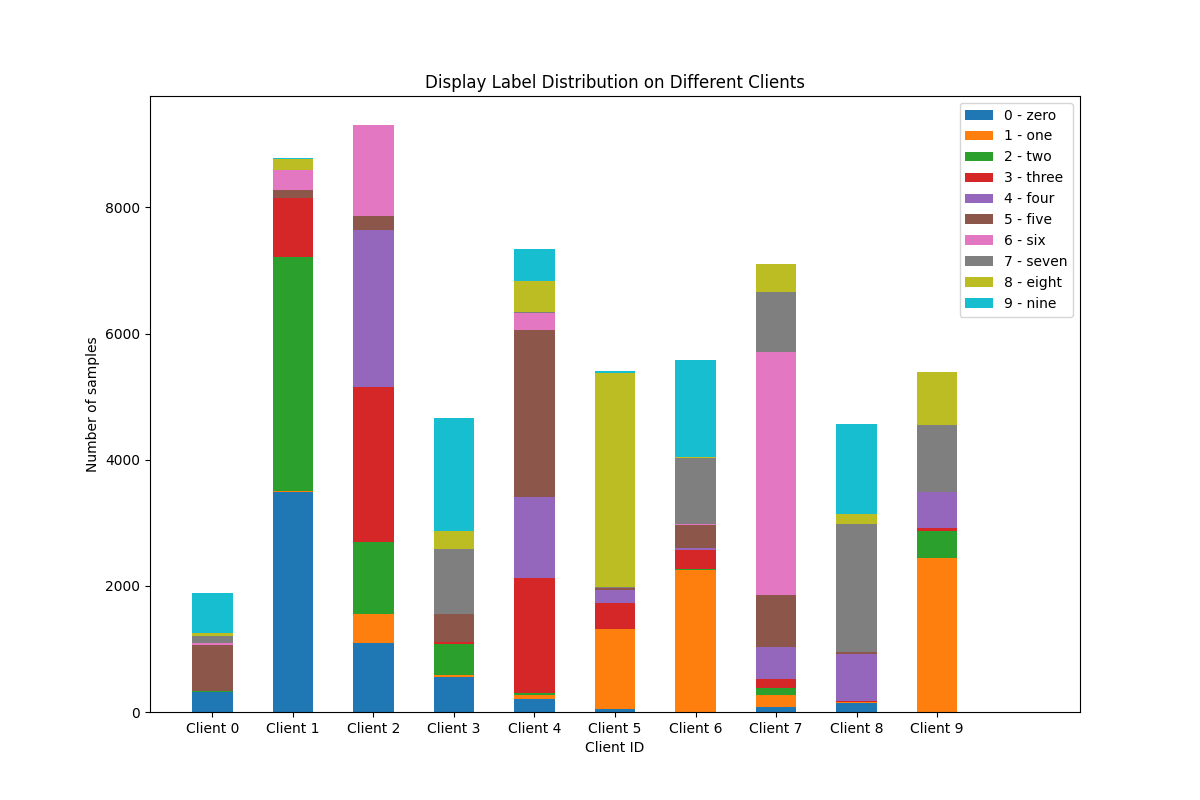 Display Label Distribution on Different Clients
0 - zero
1 - one
2 - two
3 - three
4 - four
5 - five
6 - six
7 - seven
8 - eight
9 - nine
Number of samples
8000
6000
4000
2000
0
Client 0 Client 1 Client 2 Client 3 Client 4 Client 5 Client 6 Client 7 Client 8 Client 9
Client ID